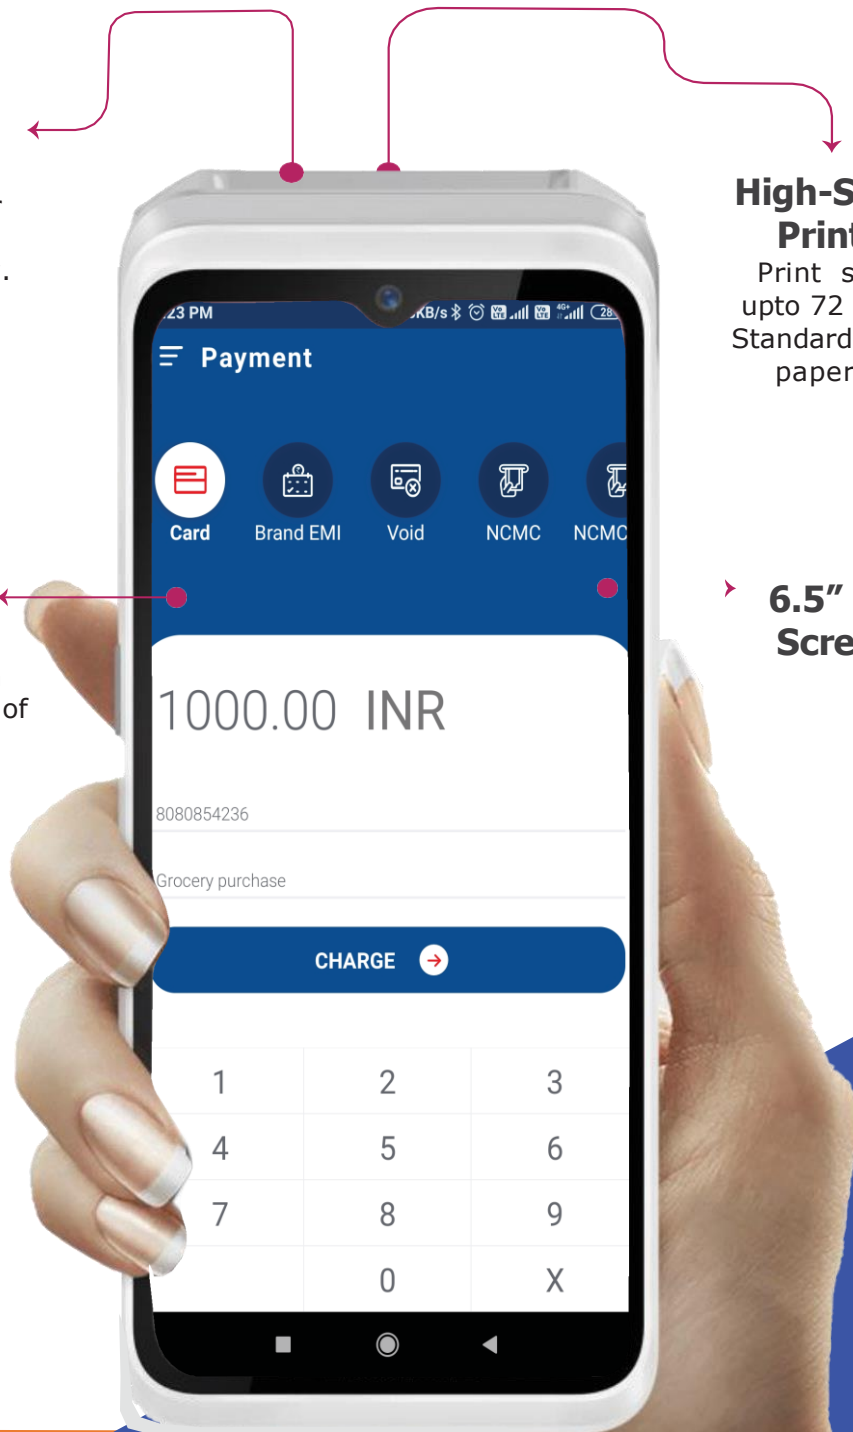 .
High-S
Print
Print s
upto 72
Standard
paper
:23 PM
KB/s
4G+
28
Payment
Card
Brand EMI
Void
NCMC
NCMC
6.5″
Scre
of
1000.00 INR
8080854236
Grocery purchase
CHARGE
1 2 3
4 5 6
7 8 9
0 X